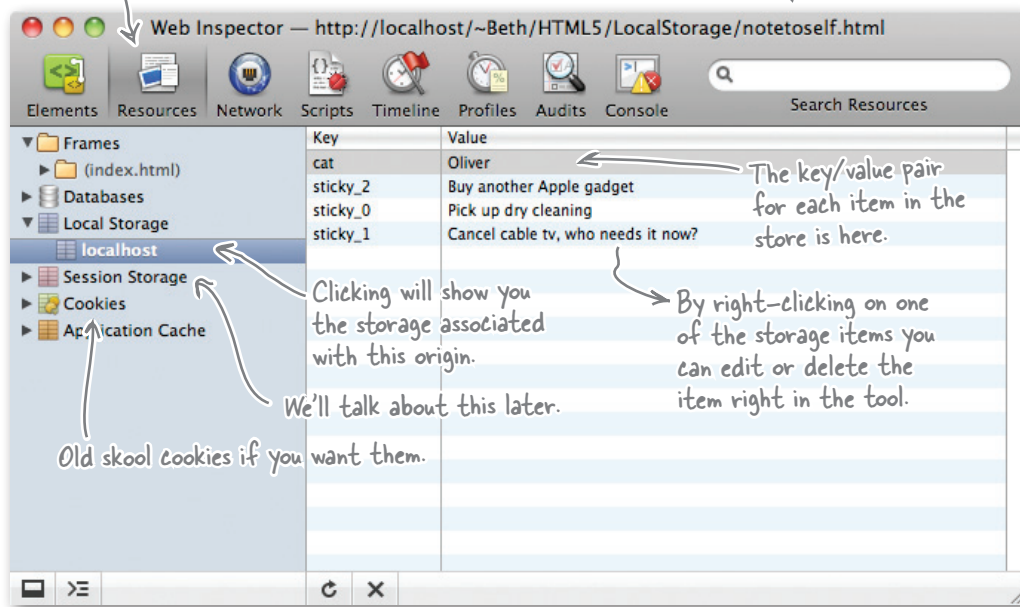 Web Inspector — http://localhost/~Beth/HTML5/LocalStorage/notetoself.html
Elements Resources Network Scripts Timeline Profiles Audits Console Search Resources
Frames
(index.html)
Databases
Local Storage
localhost
Session Storage
Cookies
Application Cache
Key Value
cat Oliver
sticky_2 Buy another Apple gadget
sticky_0 Pick up dry cleaning
sticky_1 Cancel cable tv, who needs it now?
The key/value pair
for each item in the
store is here.
Clicking will show you
the storage associated
with this origin.
By right-clicking on one
of the storage items you
can edit or delete the
item right in the tool.
We'll talk about this later.
Old skool cookies if you want them.